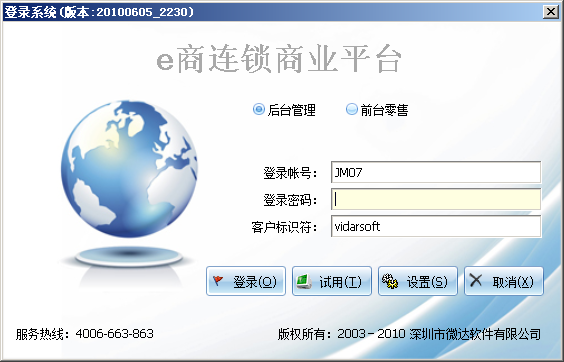 登录系统(版本:20100605_2230)
e商连锁商业平台
后台管理 前台零售
登录帐号: JM07
登录密码:
客户标识符: vidarsoft
登录(O) 试用(T) 设置(S) 取消(X)
服务热线: 4006-663-863 版权所有: 2003-2010 深圳市微达软件有限公司